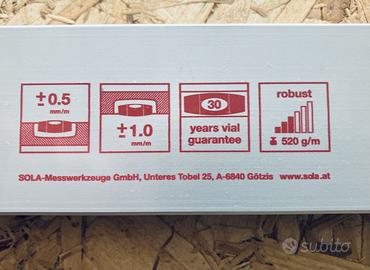 ± 0.5
mm/m
± 1.0
mm/m
30
years vial
guarantee
robust
520 g/m
SOLA-Messwerkzeuge GmbH, Unteres Tobel 25, A-6840 Götzis www.sola.at
subito